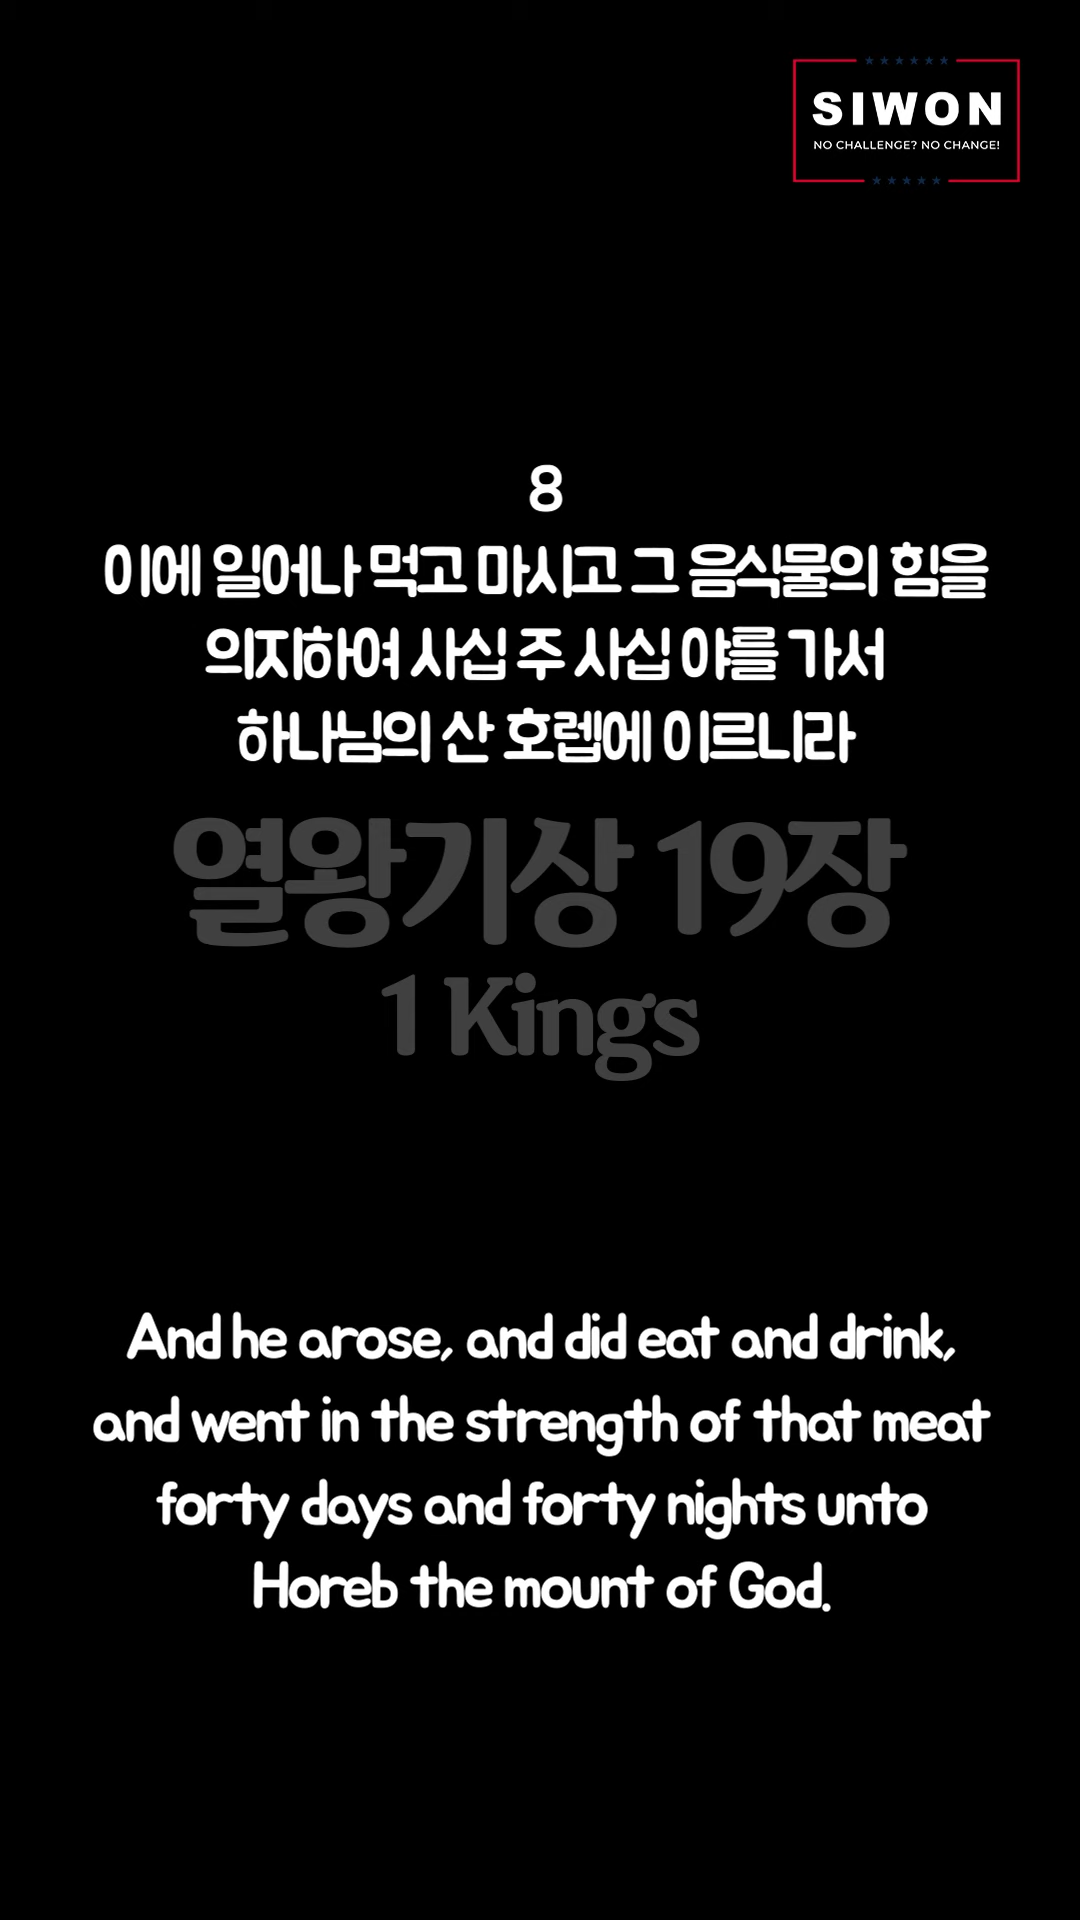 SIWON
NO CHALLENGE? NO CHANGE!
8
이에 일어나 먹고 마시고 그 음식물의 힘을
의지하여 사십 주 사십 야를 가서
하나님의 산 호렙에 이르니라
열왕기상 19장
1 Kings
And he arose, and did eat and drink,
and went in the strength of that meat
forty days and forty nights unto
Horeb the mount of God.